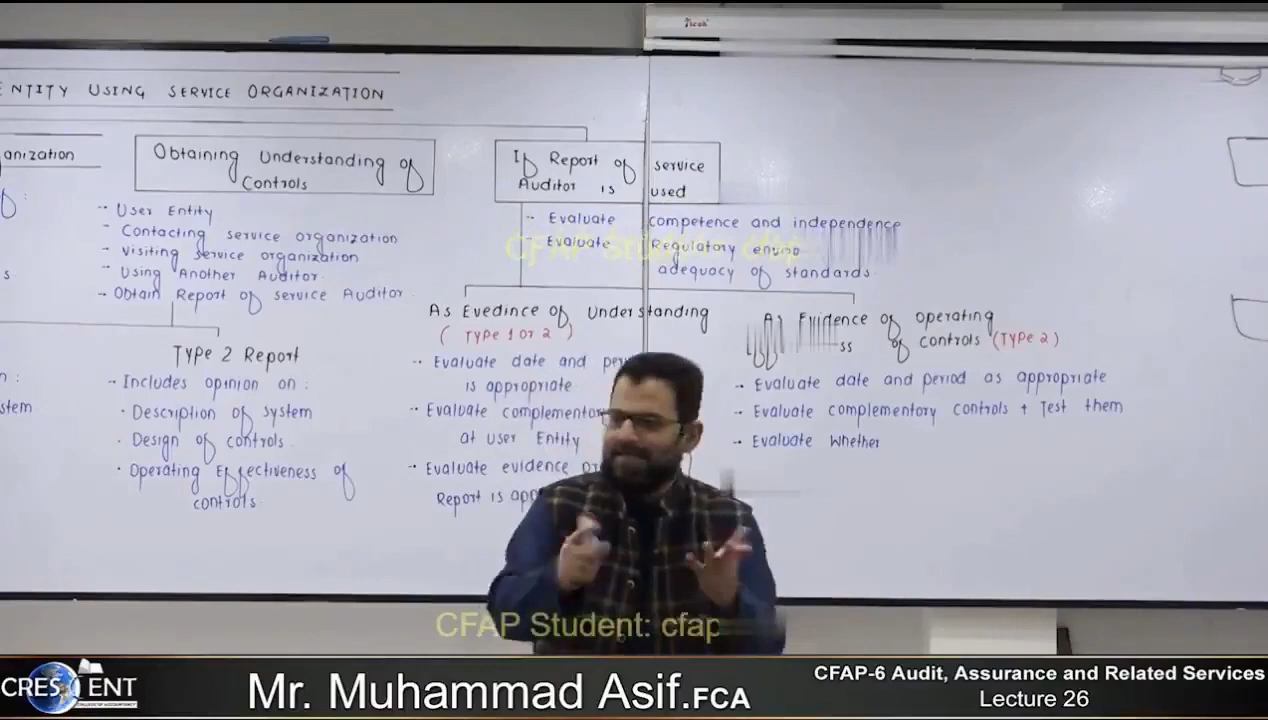 ENTITY USING SERVICE ORGANIZATION
anization
Obtaining Understanding of
Controls
If Report of service
Auditor is used
-- User Entity
-- Contacting service organization
-- Visiting service organization
-- Using Another Auditor
-- Obtain Report of service Auditor
-- Evaluate competence and independence
-- Evaluate Regulatory
adequacy of standards
TYPE 2 Report
-- Includes opinion on :
· Description of system
· Design of controls
· Operating Effectiveness of
controls
stem
As Evedince of Understanding
( TYPE 1 or 2 )
-- Evaluate date and
is appropriate
-- Evaluate
at user Entity
-- Evaluate evidence
Report is
As Evidence of operating
of controls (TYPE 2)
-- Evaluate date and period as appropriate
-- Evaluate complementory controls + Test them
-- Evaluate whether
CFAP Student: cfap
CFAP Student: cfap
CRESCENT
COLLEGE OF ACCOUNTANCY
Mr. Muhammad Asif.FCA
CFAP-6 Audit, Assurance and Related Services
Lecture 26